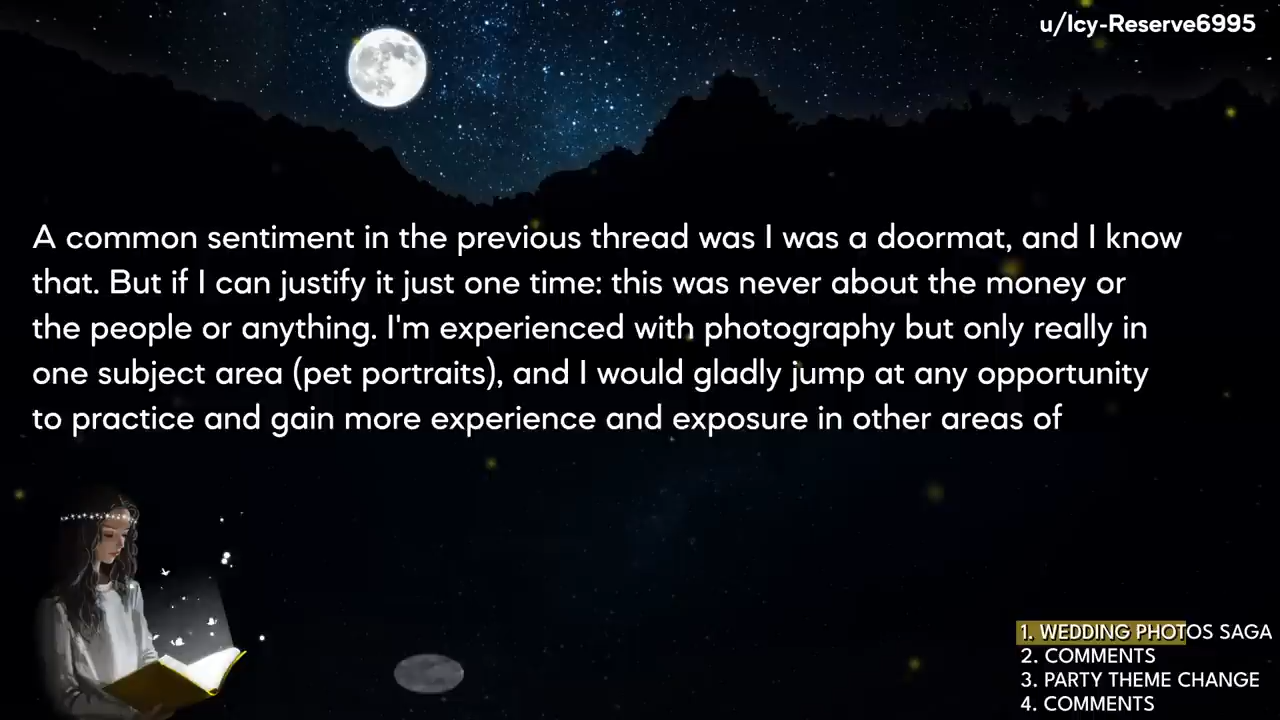 u/Icy-Reserve6995
A common sentiment in the previous thread was I was a doormat, and I know
that. But if I can justify it just one time: this was never about the money or
the people or anything. I'm experienced with photography but only really in
one subject area (pet portraits), and I would gladly jump at any opportunity
to practice and gain more experience and exposure in other areas of
1. WEDDING PHOTOS SAGA
2. COMMENTS
3. PARTY THEME CHANGE
4. COMMENTS